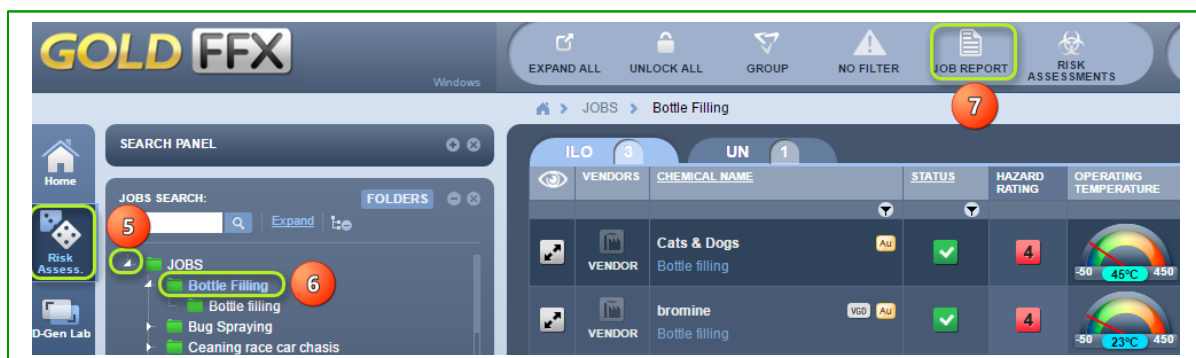 GOLD FFX
Windows
EXPAND ALL
UNLOCK ALL
GROUP
NO FILTER
JOB REPORT
RISK
ASSESSMENTS
7
JOBS > Bottle Filling
Home
Risk
Assess.
D-Gen Lab
SEARCH PANEL
JOBS SEARCH:
FOLDERS
5
Expand
JOBS
Bottle Filling
6
Bottle filling
Bug Spraying
Ceaning race car chasis
ILO 3
UN 1
VENDORS
CHEMICAL NAME
STATUS
HAZARD
RATING
OPERATING
TEMPERATURE
VENDOR
Cats & Dogs
Au
Bottle filling
4
-50 45°C 450
VENDOR
bromine
VGD Au
Bottle filling
4
-50 23°C 450